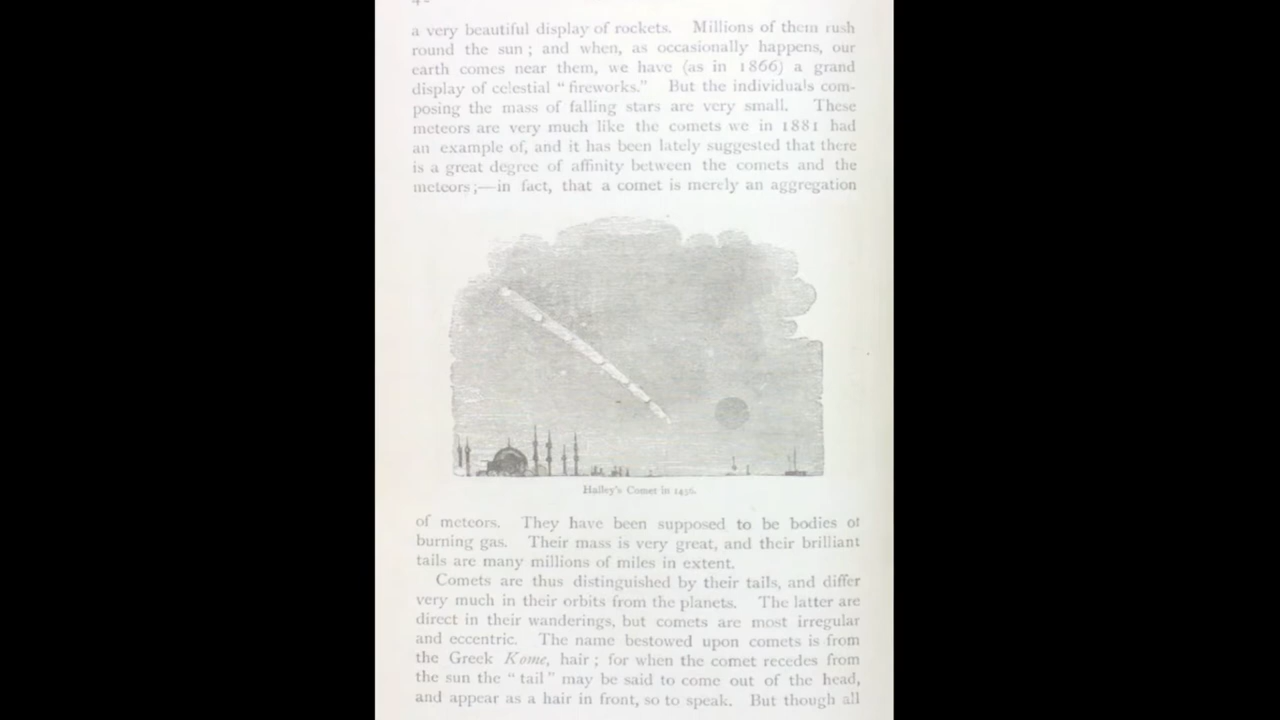 a very beautiful display of rockets. Millions of them rush
round the sun ; and when, as occasionally happens, our
earth comes near them, we have (as in 1866) a grand
display of celestial “ fireworks.” But the individuals com-
posing the mass of falling stars are very small. These
meteors are very much like the comets we in 1881 had
an example of, and it has been lately suggested that there
is a great degree of affinity between the comets and the
meteors ;—in fact, that a comet is merely an aggregation
Halley’s Comet in 1456.
of meteors. They have been supposed to be bodies of
burning gas. Their mass is very great, and their brilliant
tails are many millions of miles in extent.
Comets are thus distinguished by their tails, and differ
very much in their orbits from the planets. The latter are
direct in their wanderings, but comets are most irregular
and eccentric. The name bestowed upon comets is from
the Greek Kome, hair ; for when the comet recedes from
the sun the “ tail ” may be said to come out of the head,
and appear as a hair in front, so to speak. But though all